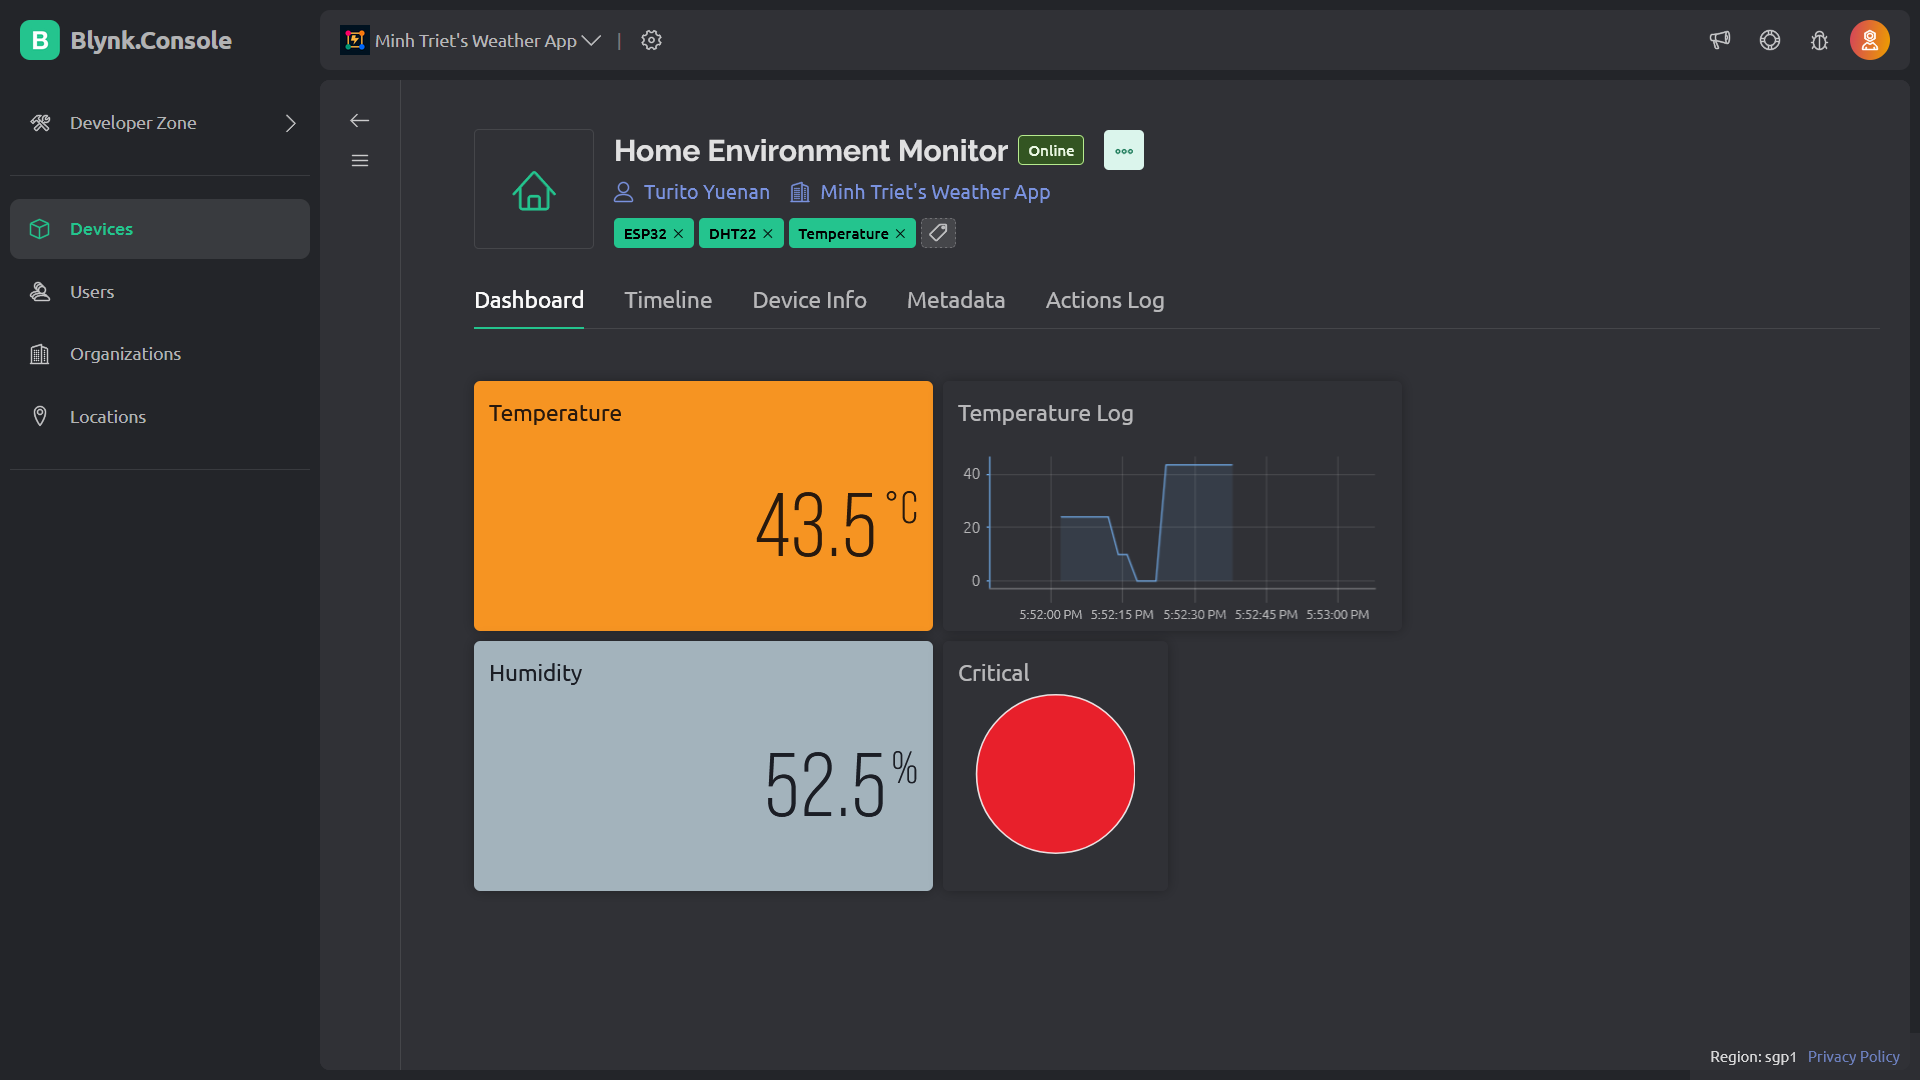 B Blynk.Console
Minh Triet's Weather App |
Developer Zone
Devices
Users
Organizations
Locations
Home Environment Monitor Online
Turito Yuenan Minh Triet's Weather App
ESP32 DHT22 Temperature
Dashboard Timeline Device Info Metadata Actions Log
Temperature
43.5 °C
Temperature Log
40
20
0
5:52:00 PM 5:52:15 PM 5:52:30 PM 5:52:45 PM 5:53:00 PM
Humidity
52.5 %
Critical
Region: sgp1 Privacy Policy